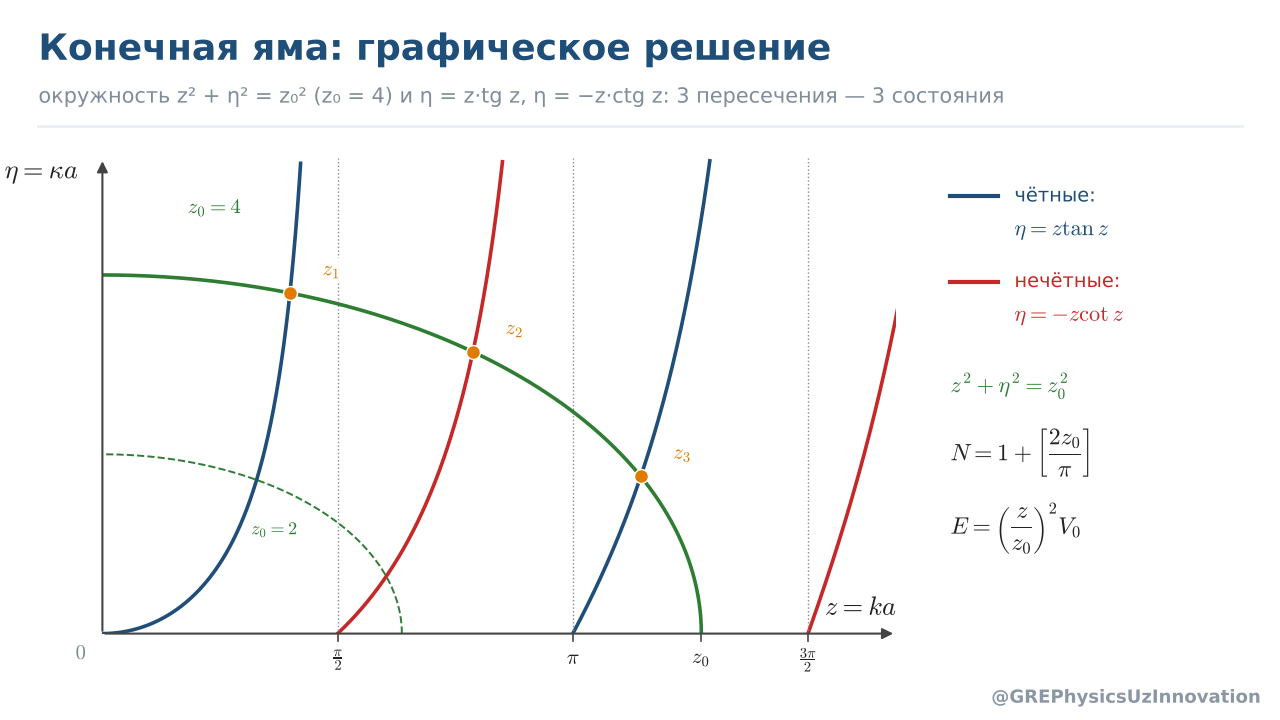 Конечная яма: графическое решение
окружность z² + η² = z₀² (z₀ = 4) и η = z·tg z, η = −z·ctg z: 3 пересечения — 3 состояния
η = κa
z₀ = 4
z₁
z₂
z₃
z₀ = 2
z = ka
0
π/2
π
z₀
3π/2
чётные:
η = z tan z
нечётные:
η = −z cot z
z² + η² = z₀²
N = 1 + [2z₀/π]
E = (z/z₀)² V₀
@GREPhysicsUzInnovation